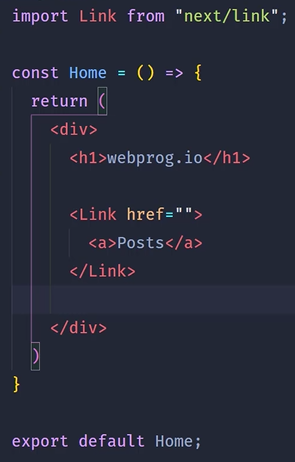 import Link from "next/link";
const Home = () => {
return (
<div>
<h1>webprog.io</h1>
<Link href="">
<a>Posts</a>
</Link>
</div>
)
}
export default Home;